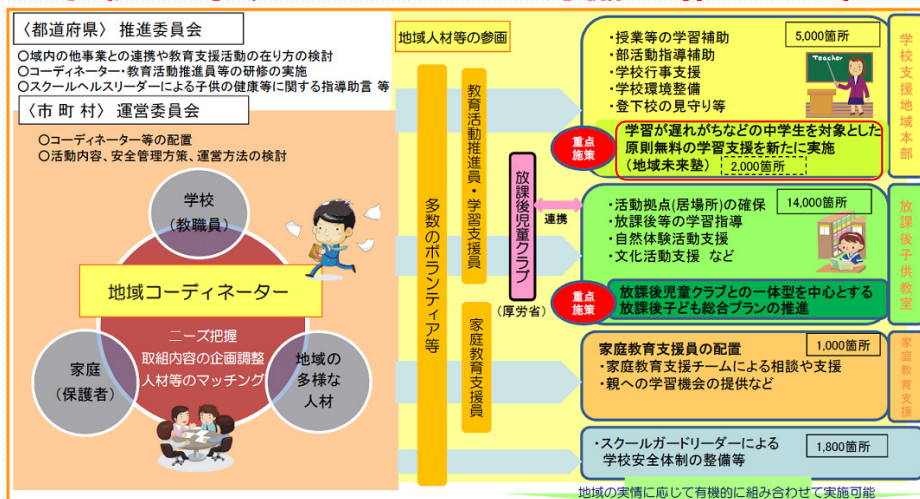 〈都道府県〉 推進委員会
○域内の他事業との連携や教育支援活動の在り方の検討
○コーディネーター・教育活動推進員等の研修の実施
○スクールヘルスリーダーによる子供の健康等に関する指導助言 等
〈市 町 村〉 運営委員会
○コーディネーター等の配置
○活動内容、安全管理方策、運営方法の検討
学校
(教職員)
地域コーディネーター
ニーズ把握
取組内容の企画調整
人材等のマッチング
家庭
(保護者)
地域の
多様な
人材
地域人材等の参画
多数のボランティア等
教育活動推進員・学習支援員
家庭教育支援員
放課後児童クラブ
(厚労省)
連携
・授業等の学習補助
・部活動指導補助
・学校行事支援
・学校環境整備
・登下校の見守り等
5,000箇所
Teacher
重点
施策
学習が遅れがちなどの中学生を対象とした
原則無料の学習支援を新たに実施
(地域未来塾)
2,000箇所
学校支援地域本部
・活動拠点(居場所)の確保
・放課後等の学習指導
・自然体験活動支援
・文化活動支援 など
14,000箇所
重点
施策
放課後児童クラブとの一体型を中心とする
放課後子ども総合プランの推進
放課後子供教室
家庭教育支援員の配置
1,000箇所
・家庭教育支援チームによる相談や支援
・親への学習機会の提供など
家庭教育支援
・スクールガードリーダーによる
学校安全体制の整備等
1,800箇所
地域の実情に応じて有機的に組み合わせて実施可能